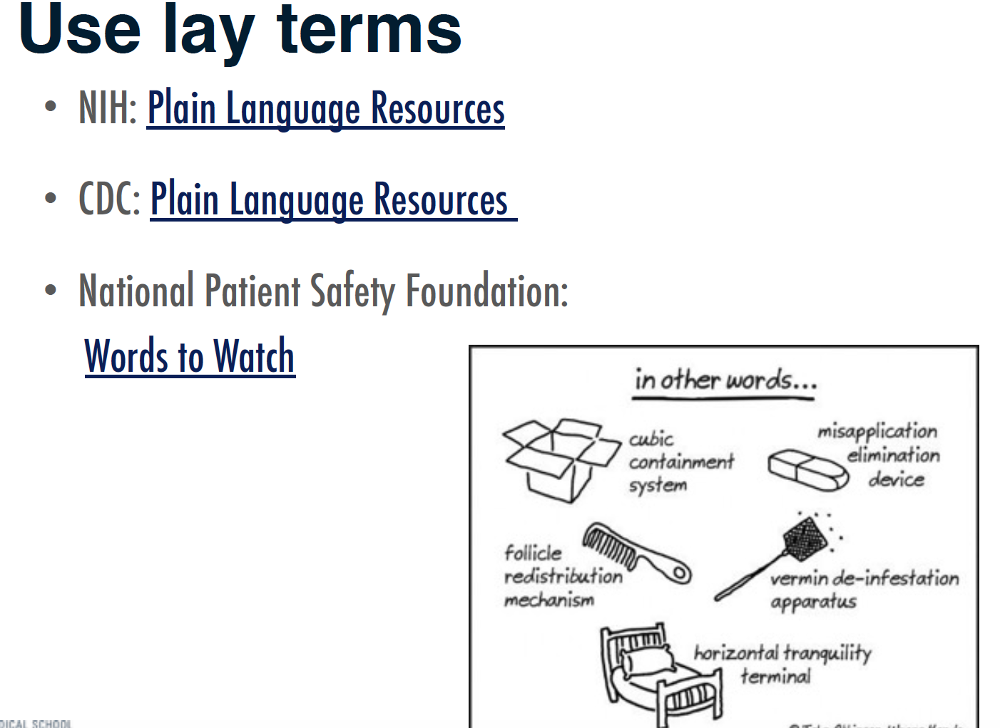 Use lay terms
• NIH: Plain Language Resources
• CDC: Plain Language Resources
• National Patient Safety Foundation:
Words to Watch
in other words...
cubic
containment
system
misapplication
elimination
device
follicle
redistribution
mechanism
vermin de-infestation
apparatus
horizontal tranquility
terminal
DICAL SCHOOL